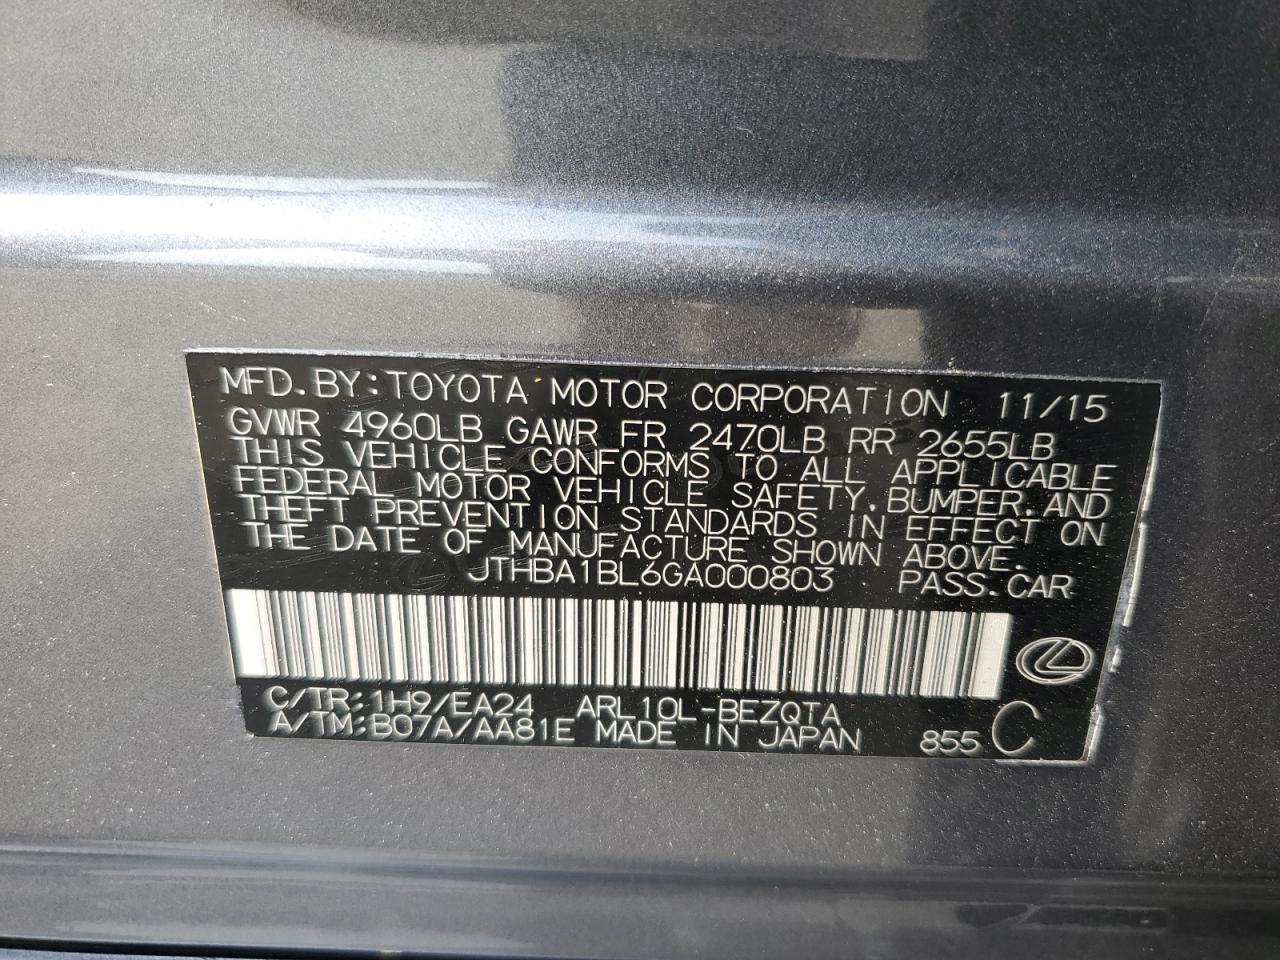 MFD.BY:TOYOTA MOTOR CORPORATION 11/15
GVWR 4960LB GAWR FR 2470LB RR 2655LB
THIS VEHICLE CONFORMS TO ALL APPLICABLE
FEDERAL MOTOR VEHICLE SAFETY,BUMPER,AND
THEFT PREVENTION STANDARDS IN EFFECT ON
THE DATE OF MANUFACTURE SHOWN ABOVE.
JTHBA1BL6GA000803 PASS.CAR
C/TR:1H9/EA24 ARL10L-BEZQTA
A/TM:B07A/AA81E MADE IN JAPAN 855 C